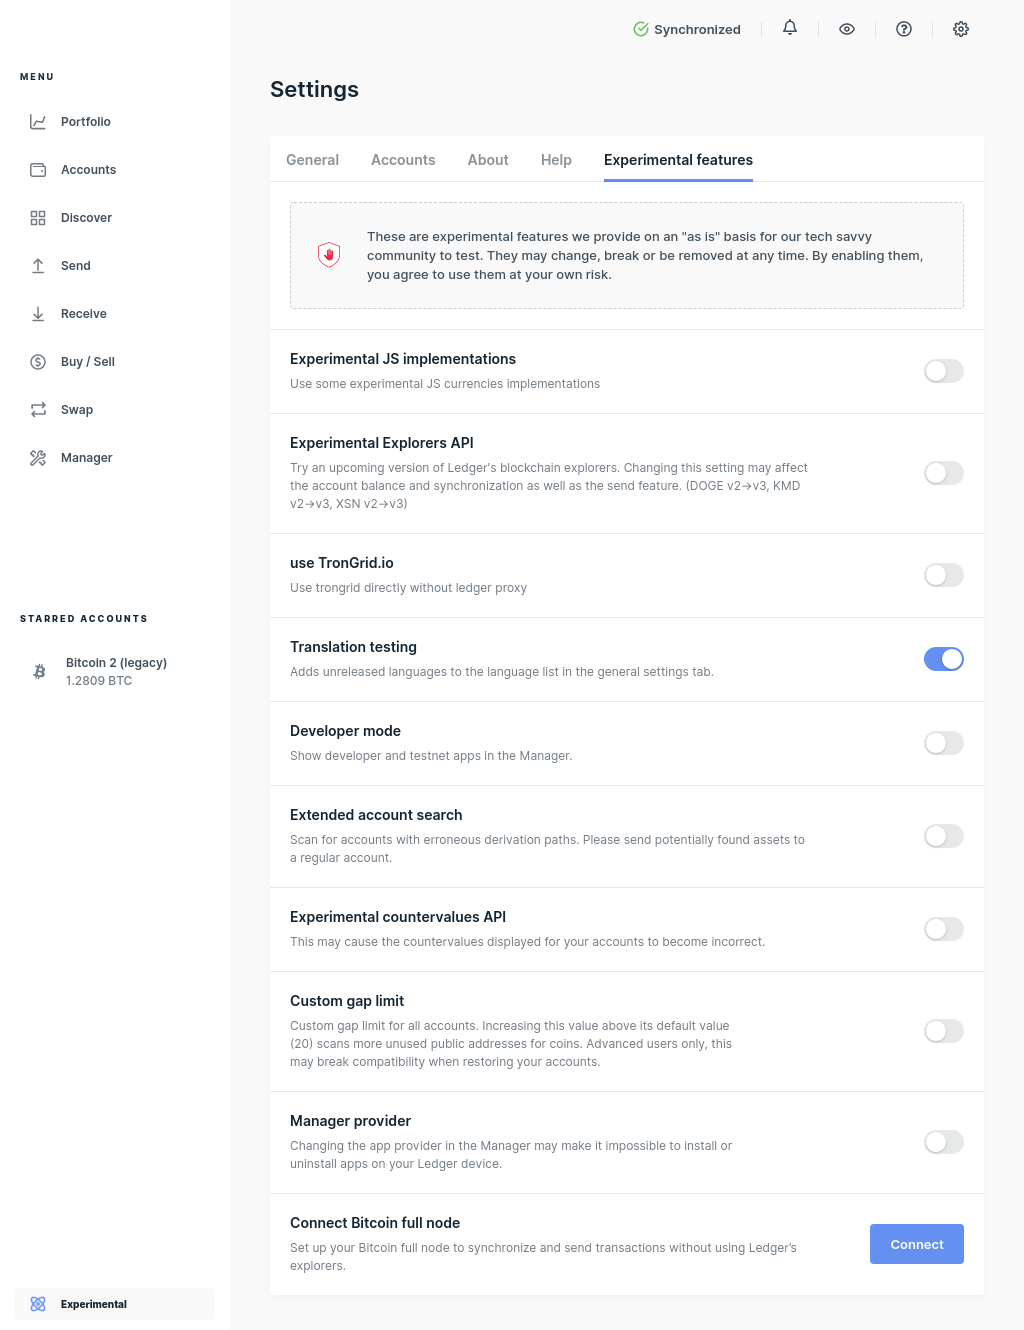 Synchronized
MENU
Portfolio
Accounts
Discover
Send
Receive
Buy / Sell
Swap
Manager
STARRED ACCOUNTS
Bitcoin 2 (legacy)
1.2809 BTC
Experimental
Settings
General Accounts About Help Experimental features
These are experimental features we provide on an "as is" basis for our tech savvy
community to test. They may change, break or be removed at any time. By enabling them,
you agree to use them at your own risk.
Experimental JS implementations
Use some experimental JS currencies implementations
Experimental Explorers API
Try an upcoming version of Ledger's blockchain explorers. Changing this setting may affect
the account balance and synchronization as well as the send feature. (DOGE v2→v3, KMD
v2→v3, XSN v2→v3)
use TronGrid.io
Use trongrid directly without ledger proxy
Translation testing
Adds unreleased languages to the language list in the general settings tab.
Developer mode
Show developer and testnet apps in the Manager.
Extended account search
Scan for accounts with erroneous derivation paths. Please send potentially found assets to
a regular account.
Experimental countervalues API
This may cause the countervalues displayed for your accounts to become incorrect.
Custom gap limit
Custom gap limit for all accounts. Increasing this value above its default value
(20) scans more unused public addresses for coins. Advanced users only, this
may break compatibility when restoring your accounts.
Manager provider
Changing the app provider in the Manager may make it impossible to install or
uninstall apps on your Ledger device.
Connect Bitcoin full node
Set up your Bitcoin full node to synchronize and send transactions without using Ledger’s
explorers.
Connect